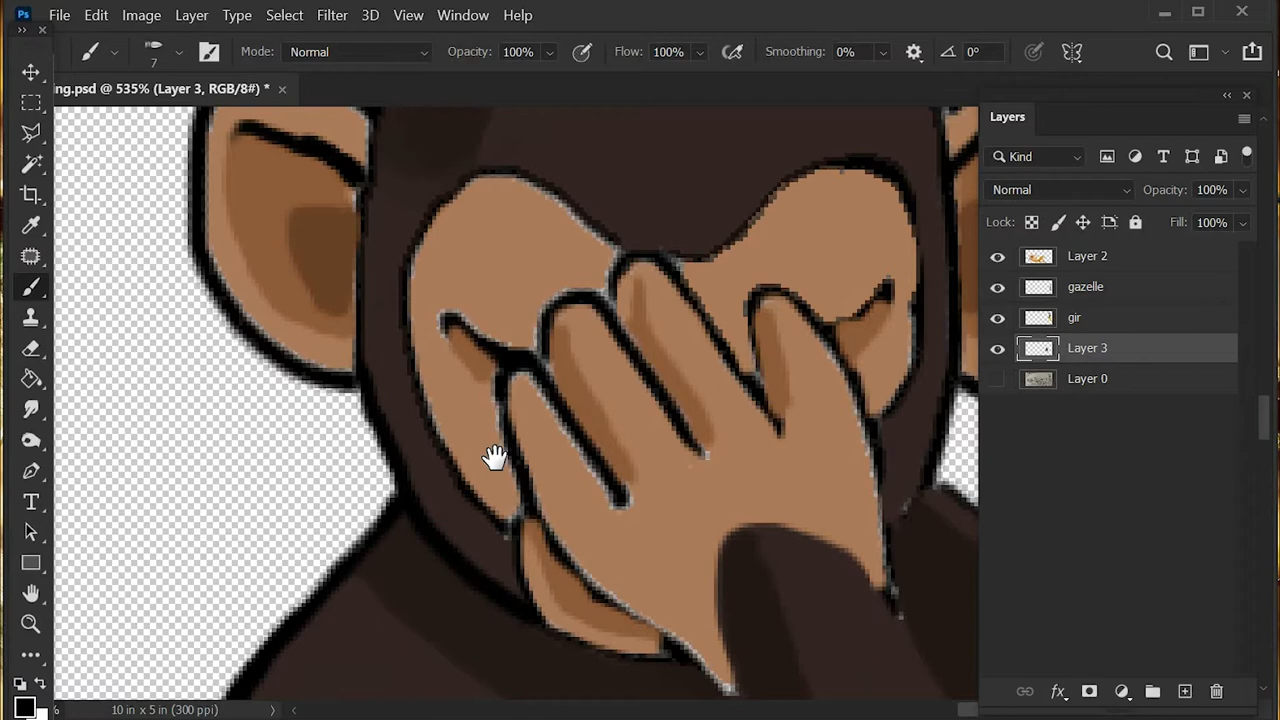 Ps File Edit Image Layer Type Select Filter 3D View Window Help
7 Mode: Normal Opacity: 100% Flow: 100% Smoothing: 0% 0°
ng.psd @ 535% (Layer 3, RGB/8#) *
Layers
Kind
Normal Opacity: 100%
Lock: Fill: 100%
Layer 2
gazelle
gir
Layer 3
Layer 0
% 10 in x 5 in (300 ppi)